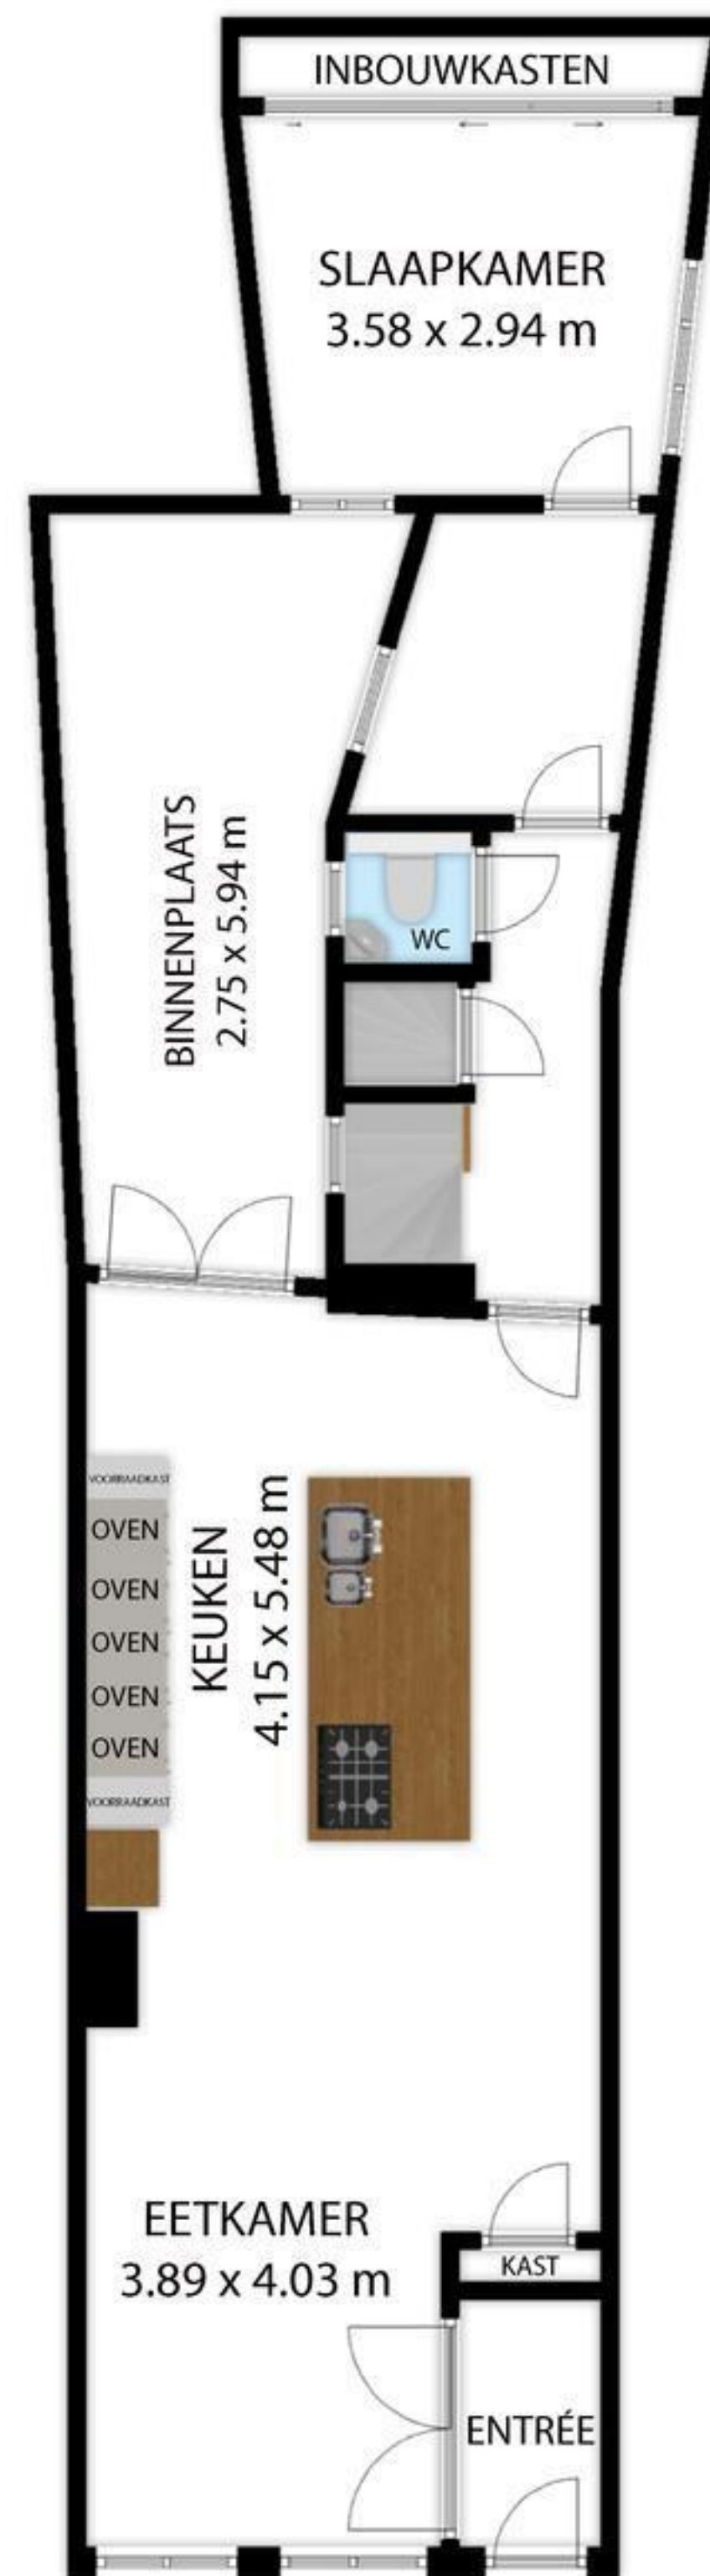 INBOUWKASTEN
SLAAPKAMER
3.58 x 2.94 m
BINNENPLAATS
2.75 x 5.94 m
WC
VOORRAADKAST
OVEN
OVEN
OVEN
OVEN
OVEN
VOORRAADKAST
KEUKEN
4.15 x 5.48 m
EETKAMER
3.89 x 4.03 m
KAST
ENTRÉE